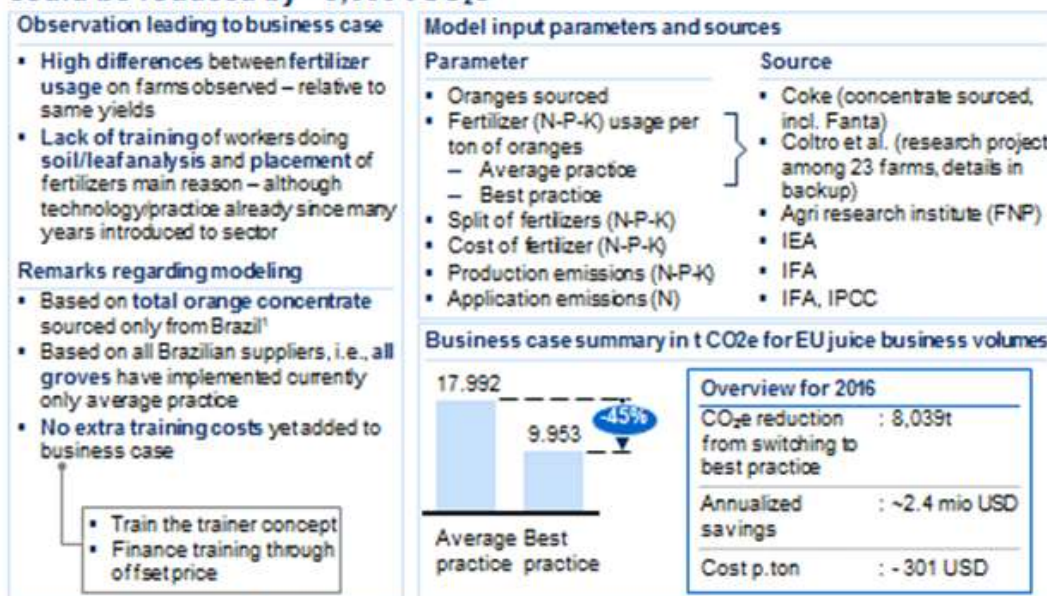 Observation leading to business case
▪ High differences between fertilizer
usage on farms observed – relative to
same yields
▪ Lack of training of workers doing
soil/leaf analysis and placement of
fertilizers main reason – although
technology/practice already since many
years introduced to sector
Remarks regarding modeling
▪ Based on total orange concentrate
sourced only from Brazil¹
▪ Based on all Brazilian suppliers, i.e., all
groves have implemented currently
only average practice
▪ No extra training costs yet added to
business case
▪ Train the trainer concept
▪ Finance training through
offset price
Model input parameters and sources
Parameter
▪ Oranges sourced
▪ Fertilizer (N-P-K) usage per
ton of oranges
– Average practice
– Best practice
▪ Split of fertilizers (N-P-K)
▪ Cost of fertilizer (N-P-K)
▪ Production emissions (N-P-K)
▪ Application emissions (N)
Source
▪ Coke (concentrate sourced,
incl. Fanta)
▪ Coltro et al. (research project
among 23 farms, details in
backup)
▪ Agri research institute (FNP)
▪ IEA
▪ IFA
▪ IFA, IPCC
Business case summary in t CO2e for EU juice business volumes
17.992
9.953
-45%
Average Best
practice practice
Overview for 2016
CO₂e reduction : 8,039t
from switching to
best practice
Annualized : ~2.4 mio USD
savings
Cost p.ton : - 301 USD